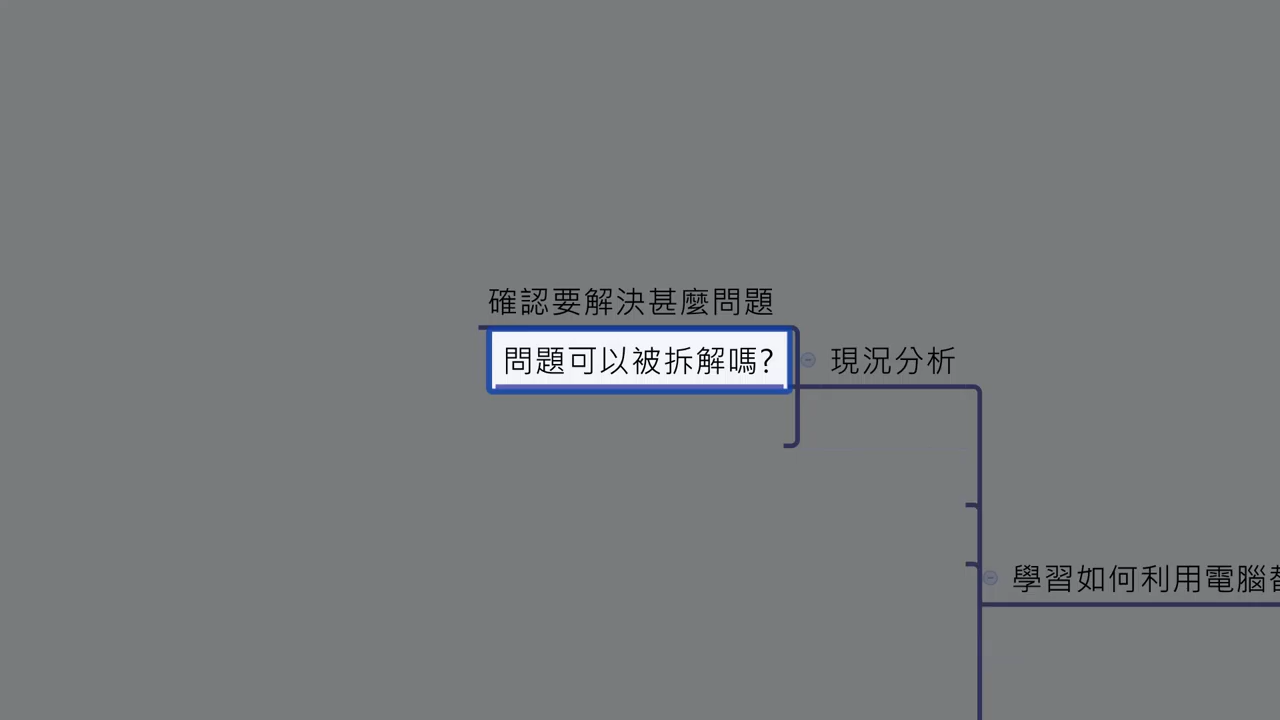 確認要解決甚麼問題
問題可以被拆解嗎?
現況分析
學習如何利用電腦